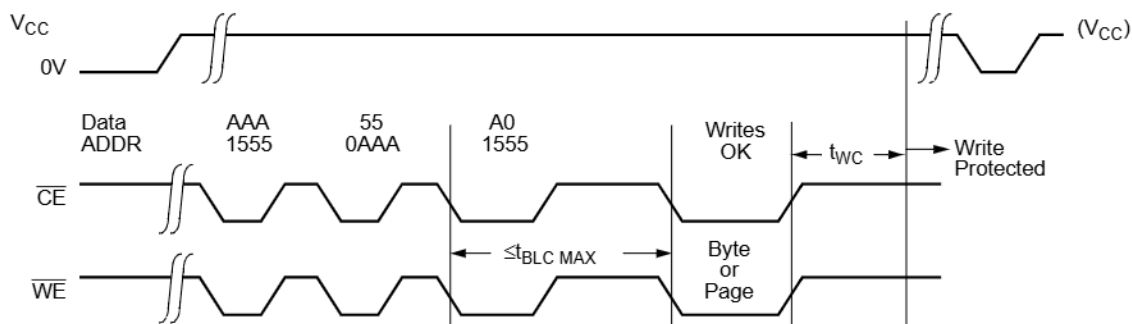 VCC (VCC)
0V
Data AAA 55 A0 Writes
ADDR 1555 0AAA 1555 OK
tWC Write
Protected
CE
≤tBLC MAX Byte
or
Page
WE